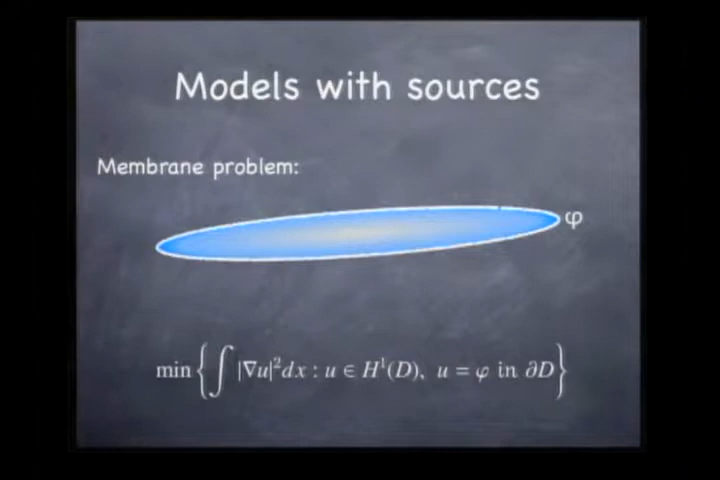 Models with sources
Membrane problem:
φ
min { ∫ |∇u|²dx : u ∈ H¹(D), u = φ in ∂D }